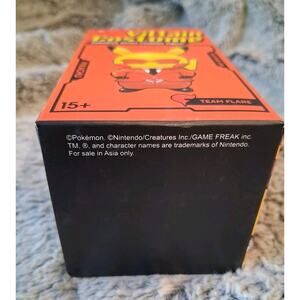 Villain
Costume
15+
TEAM FLARE
©Pokémon. ©Nintendo/Creatures Inc./GAME FREAK inc.
TM, ®, and character names are trademarks of Nintendo.
For sale in Asia only.